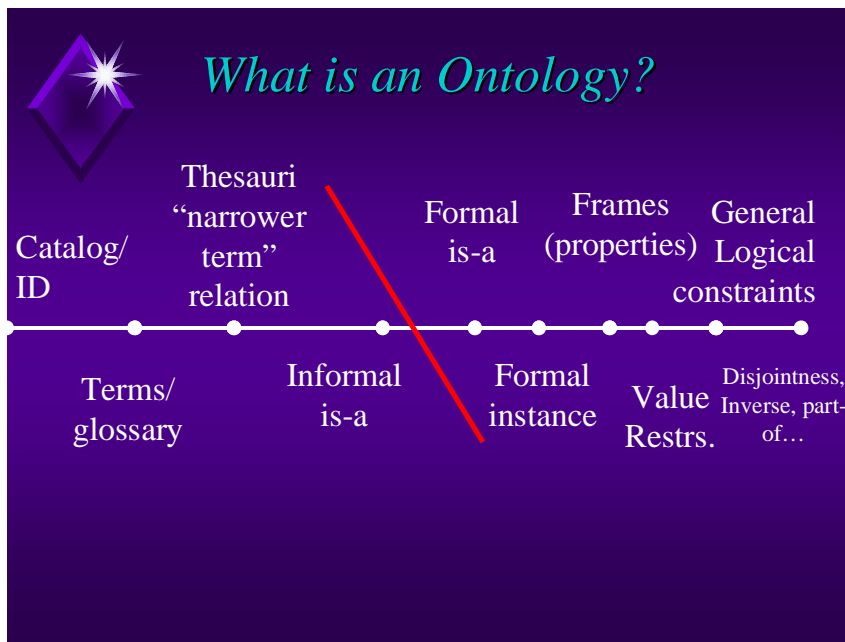 What is an Ontology?
Catalog/
ID
Thesauri
“narrower
term”
relation
Formal
is-a
Frames
(properties)
General
Logical
constraints
Terms/
glossary
Informal
is-a
Formal
instance
Value
Restrs.
Disjointness,
Inverse, part-
of…